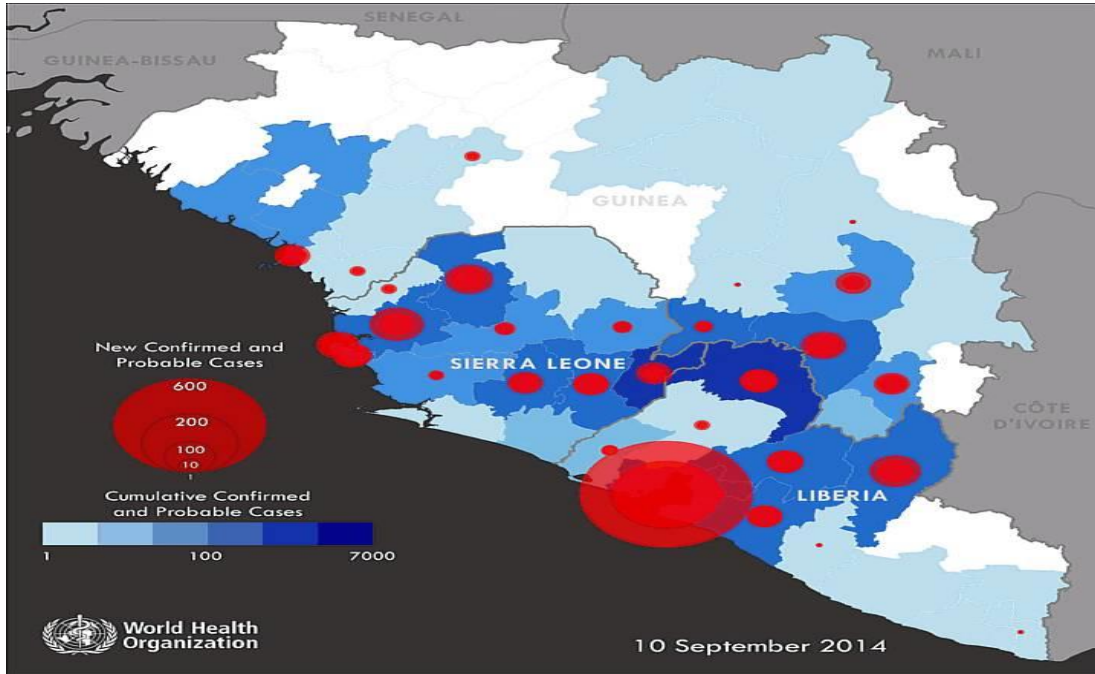 SENEGAL
GUINEA-BISSAU
MALI
GUINEA
New Confirmed and
Probable Cases
600
200
100
10
1
SIERRA LEONE
CÔTE
D'IVOIRE
LIBERIA
Cumulative Confirmed
and Probable Cases
1 100 7000
World Health
Organization
10 September 2014